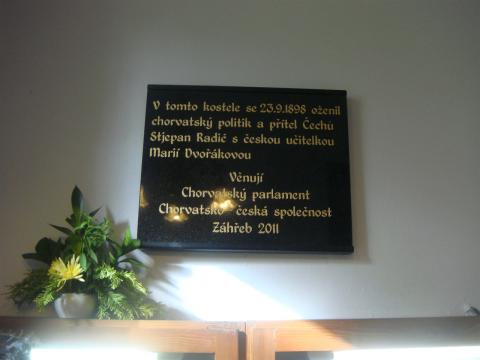 V tomto kostele se 23.9.1898 oženil
chorvatský politik a přítel Čechů
Stjepan Radić s českou učitelkou
Marií Dvořákovou
Věnují
Chorvatský parlament
Chorvatsko česká společnost
Záhřeb 2011